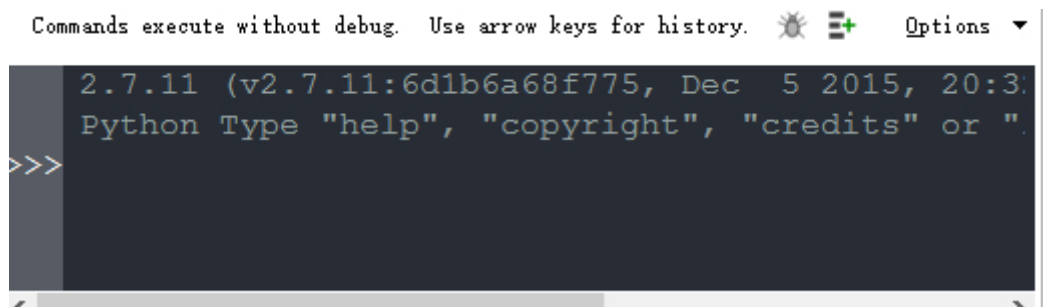 Commands execute without debug. Use arrow keys for history. Options
2.7.11 (v2.7.11:6d1b6a68f775, Dec  5 2015, 20:3
Python Type "help", "copyright", "credits" or "
>>>